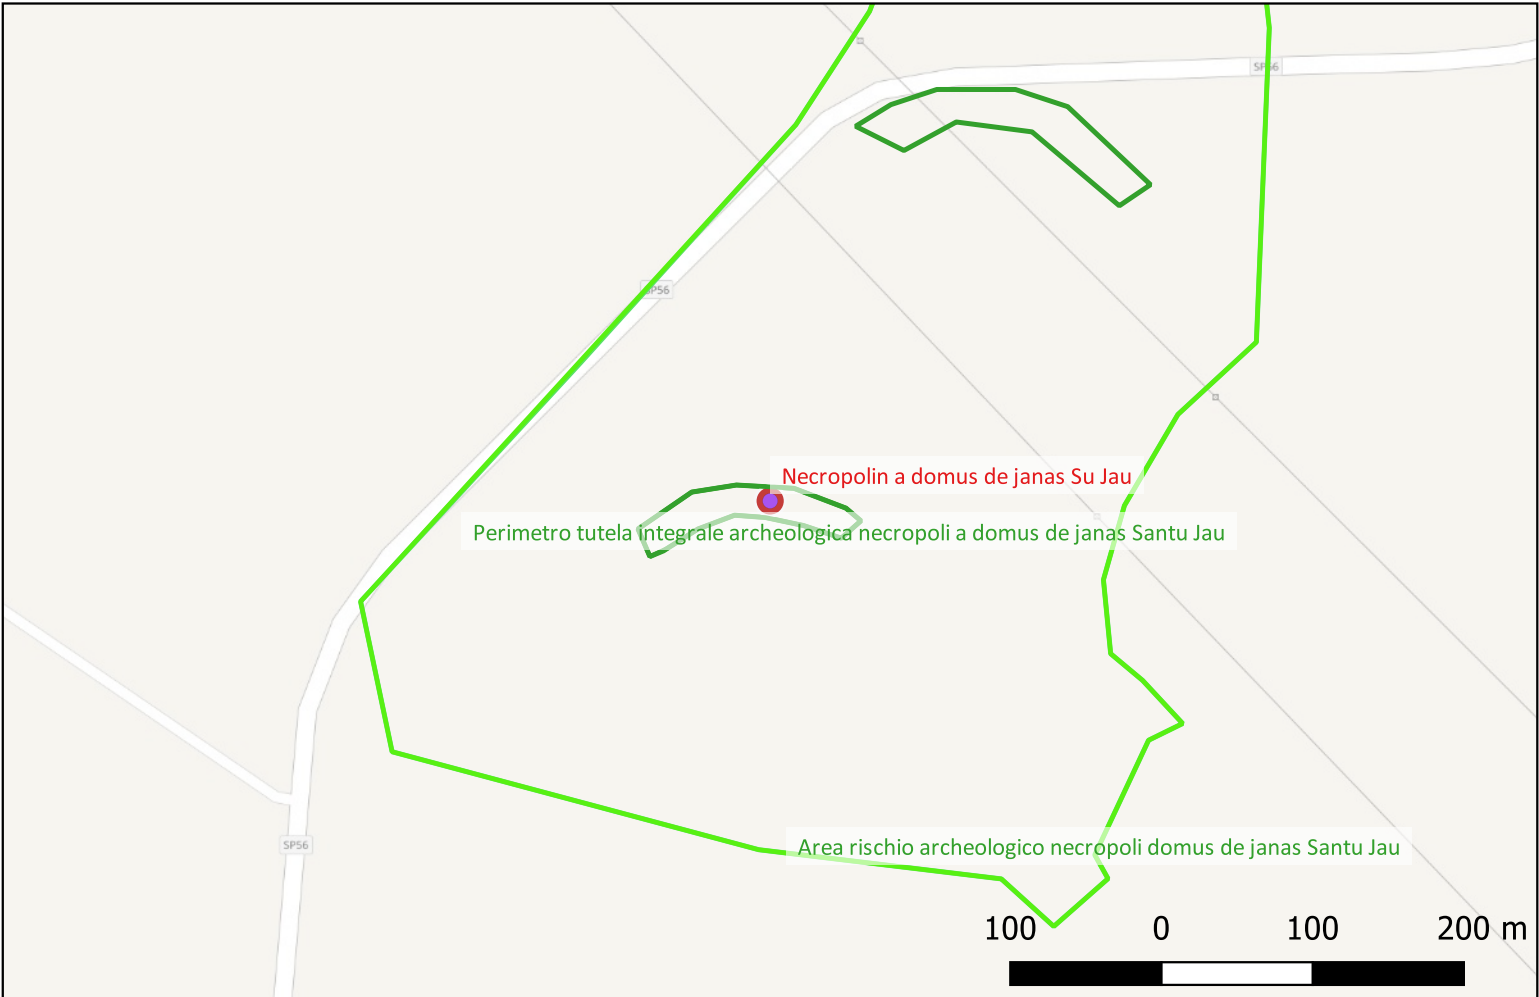 SP56
SP56
Necropolin a domus de janas Su Jau
Perimetro tutela integrale archeologica necropoli a domus de janas Santu Jau
SP56
Area rischio archeologico necropoli domus de janas Santu Jau
100 0 100 200 m